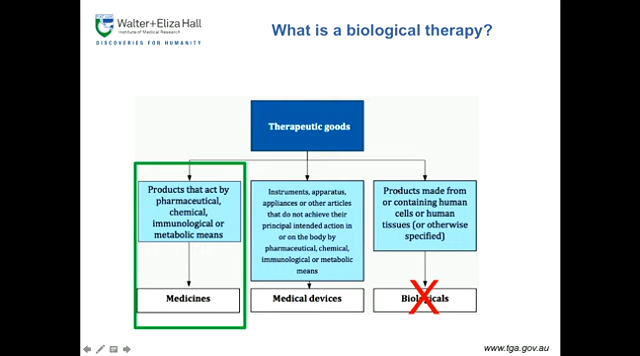 Walter+Eliza Hall
Institute of Medical Research
DISCOVERIES FOR HUMANITY
What is a biological therapy?
Therapeutic goods
Products that act by
pharmaceutical,
chemical,
immunological or
metabolic means
Instruments, apparatus,
appliances or other articles
that do not achieve their
principal intended action in
or on the body by
pharmaceutical, chemical,
immunological or metabolic
means
Products made from
or containing human
cells or human
tissues (or otherwise
specified)
Medicines
Medical devices
Biologicals
www.tga.gov.au